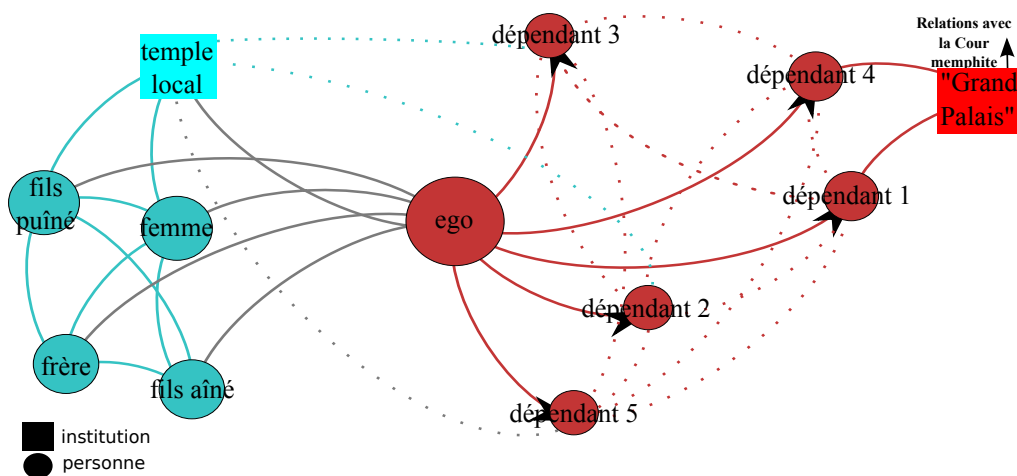 temple
local
dépendant 3
Relations avec
la Cour
memphite
dépendant 4
"Grand
Palais"
fils
puîné
femme
ego
dépendant 1
dépendant 2
frère
fils aîné
dépendant 5
institution
personne